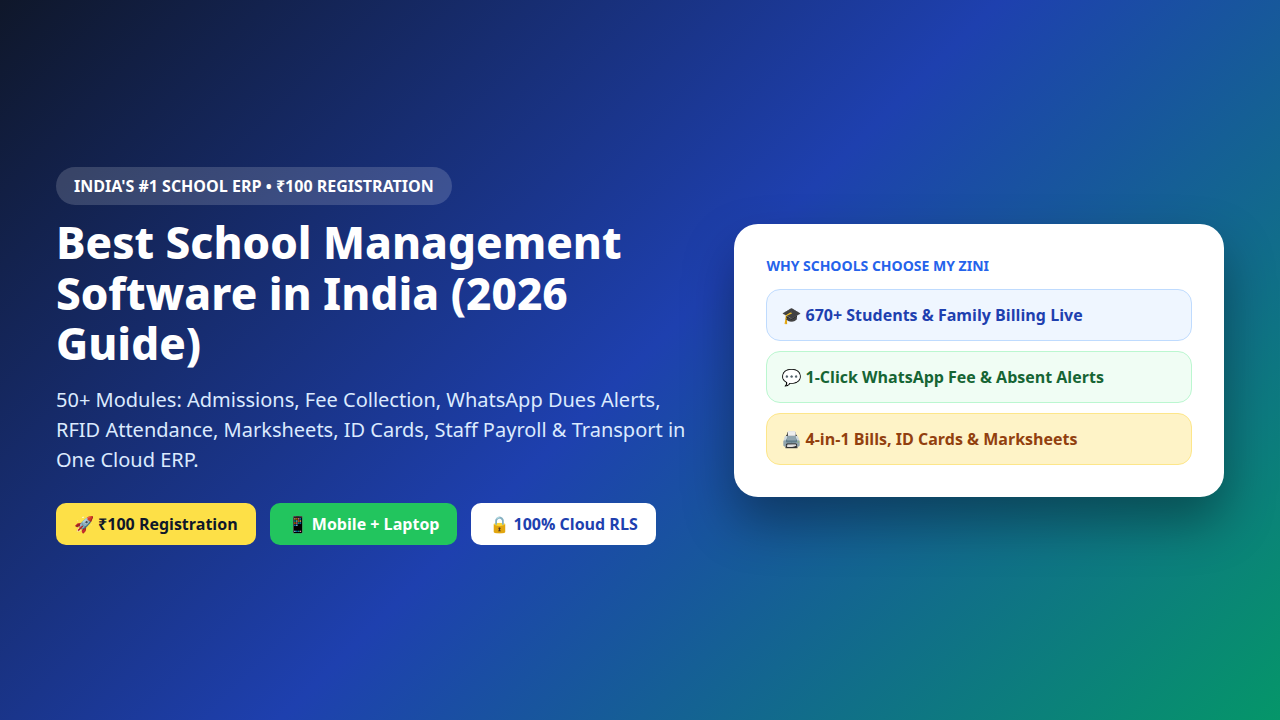 INDIA'S #1 SCHOOL ERP • ₹100 REGISTRATION
Best School Management
Software in India (2026
Guide)
50+ Modules: Admissions, Fee Collection, WhatsApp Dues Alerts,
RFID Attendance, Marksheets, ID Cards, Staff Payroll & Transport in
One Cloud ERP.
🚀 ₹100 Registration
📱 Mobile + Laptop
🔒 100% Cloud RLS
WHY SCHOOLS CHOOSE MY ZINI
🎓 670+ Students & Family Billing Live
💬 1-Click WhatsApp Fee & Absent Alerts
🖨️ 4-in-1 Bills, ID Cards & Marksheets